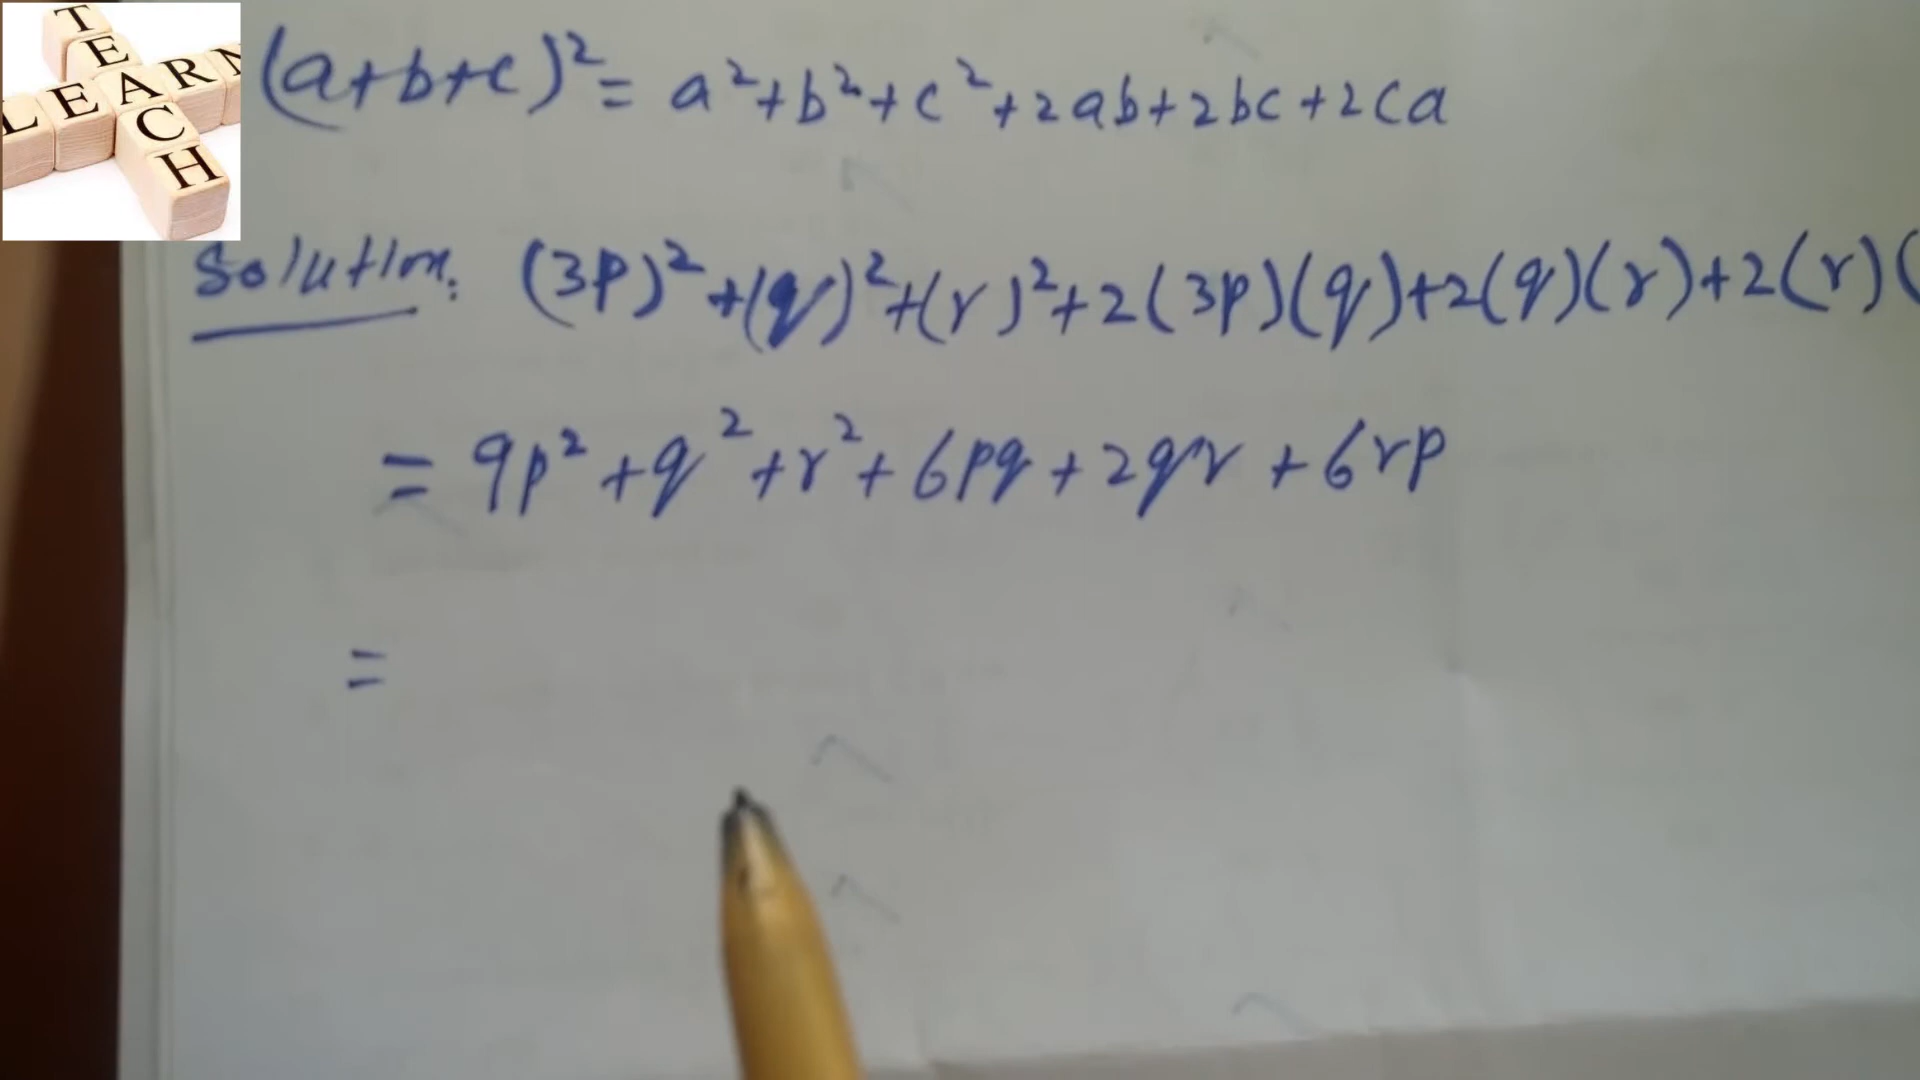 TEACH
LEARN
(a+b+c)²= a²+b²+c²+2ab+2bc+2ca
Solution: (3p)²+(q)²+(r)²+2(3p)(q)+2(q)(r)+2(r)(
= 9p²+q²+r²+6pq+2qr+6rp
=